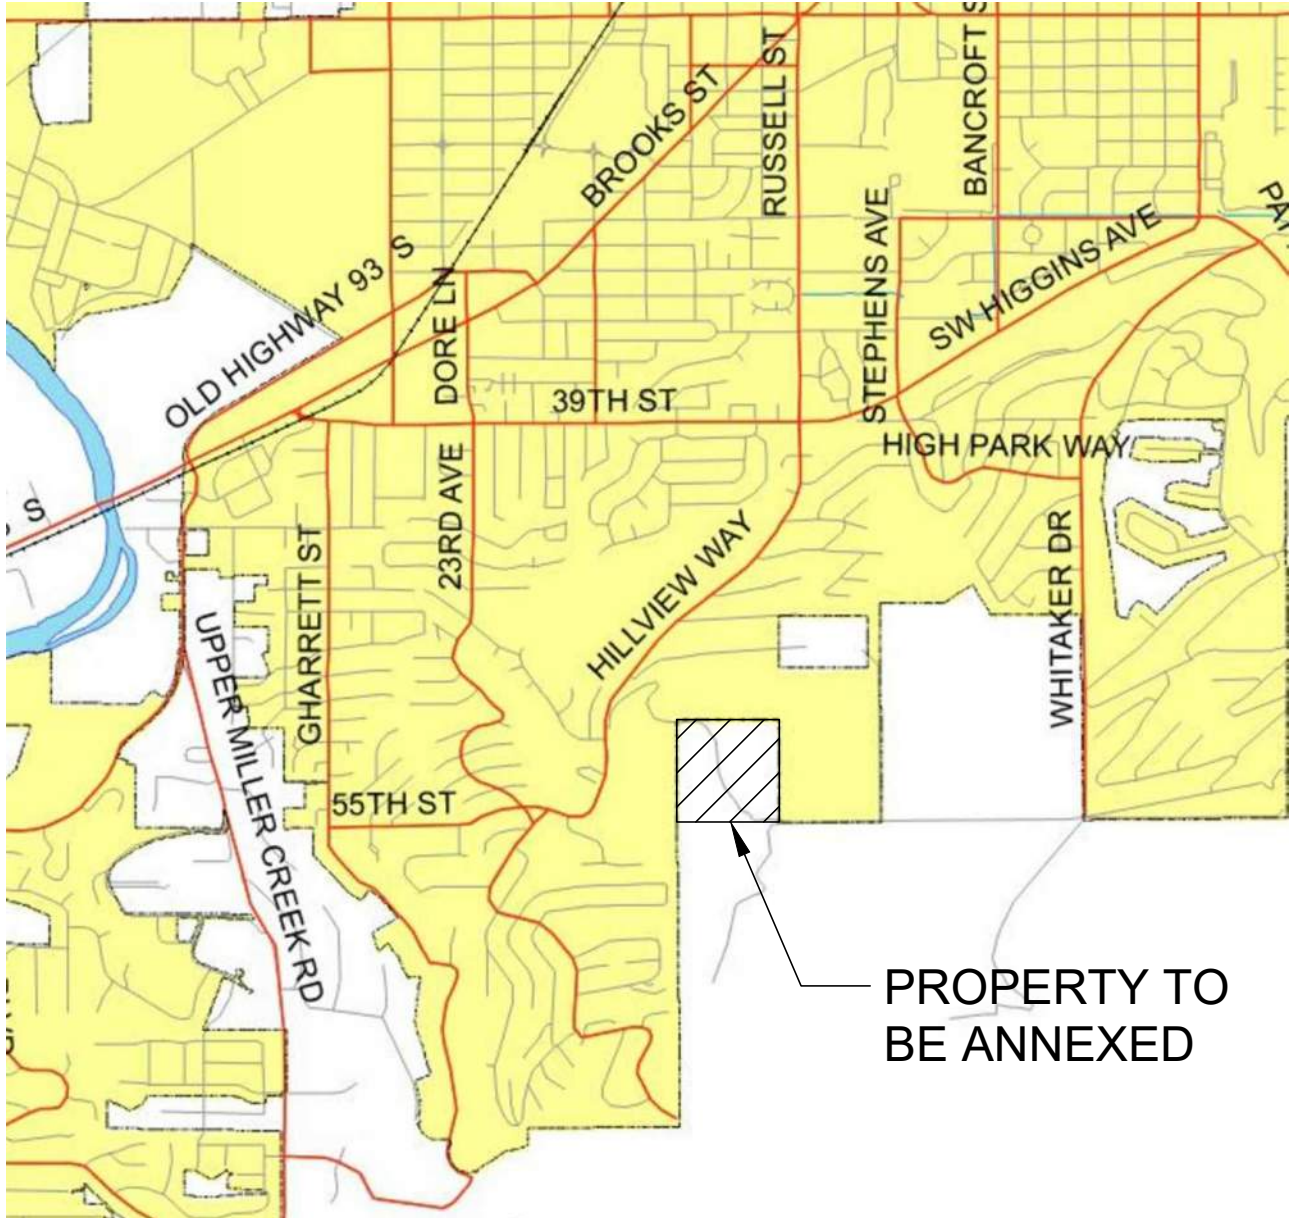 BROOKS ST
RUSSELL ST
BANCROFT S
STEPHENS AVE
SW HIGGINS AVE
PA
OLD HIGHWAY 93 S
DORE LN
39TH ST
HIGH PARK WAY
S
GHARRETT ST
23RD AVE
HILLVIEW WAY
WHITAKER DR
UPPER MILLER CREEK RD
55TH ST
PROPERTY TO
BE ANNEXED